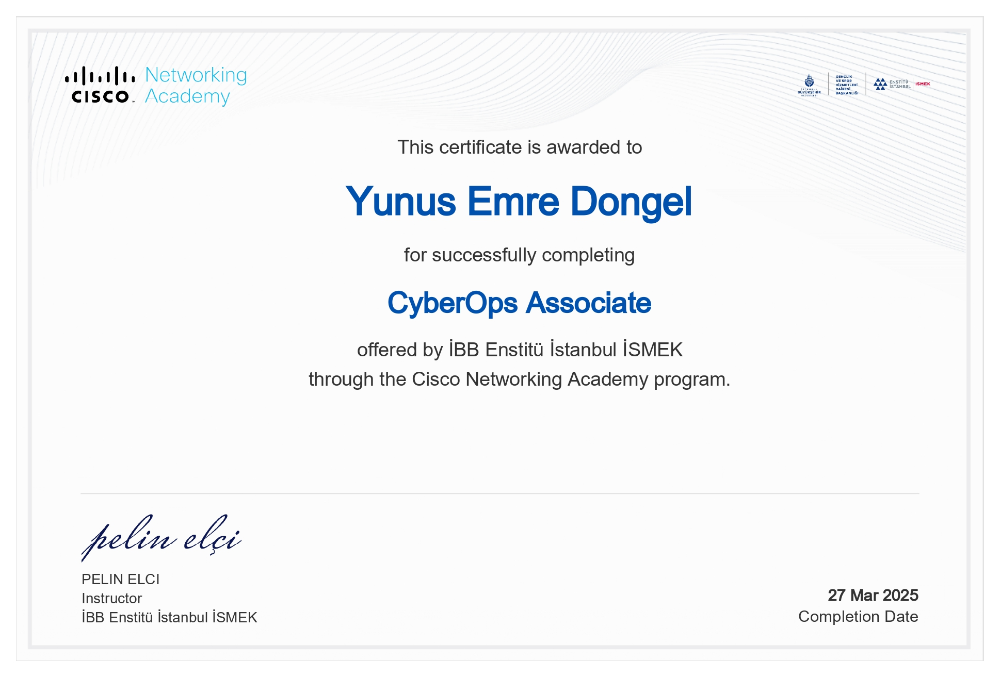 CISCO™
Networking
Academy
İSTANBUL
BÜYÜKŞEHİR
BELEDİYESİ
GENÇLİK
VE SPOR
HİZMETLERİ
DAİRESİ
BAŞKANLIĞI
ENSTİTÜ
İSTANBUL
İSMEK
This certificate is awarded to
Yunus Emre Dongel
for successfully completing
CyberOps Associate
offered by İBB Enstitü İstanbul İSMEK
through the Cisco Networking Academy program.
pelin elçi
PELIN ELCI
Instructor
İBB Enstitü İstanbul İSMEK
27 Mar 2025
Completion Date